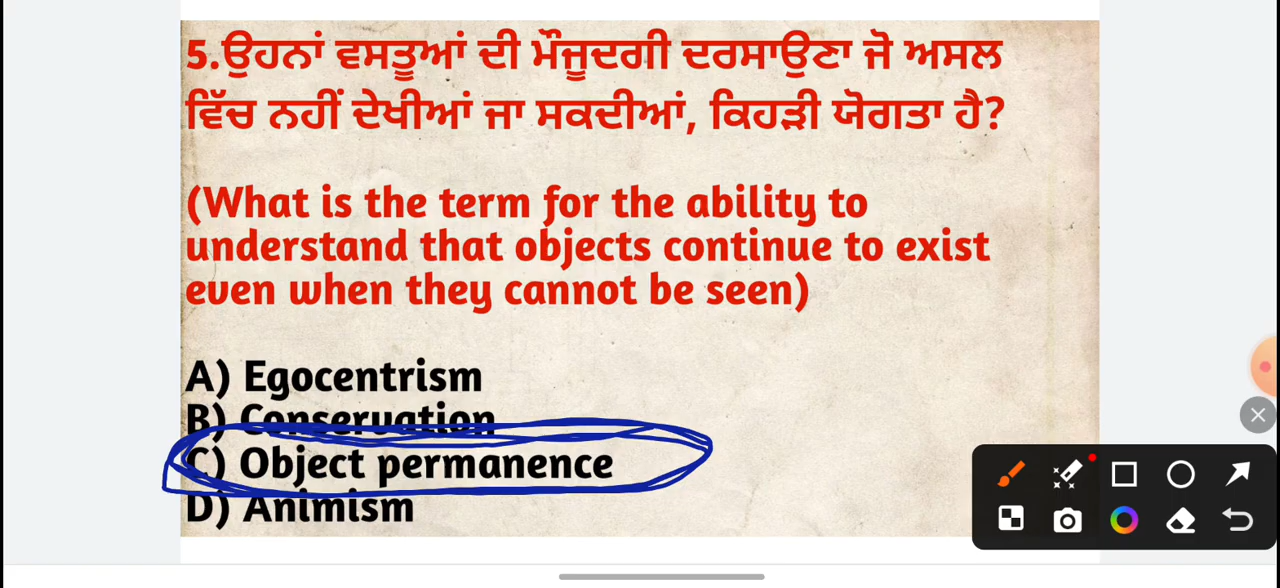 5.ਉਹਨਾਂ ਵਸਤੂਆਂ ਦੀ ਮੌਜੂਦਗੀ ਦਰਸਾਉਣਾ ਜੋ ਅਸਲ
ਵਿੱਚ ਨਹੀਂ ਦੇਖੀਆਂ ਜਾ ਸਕਦੀਆਂ, ਕਿਹੜੀ ਯੋਗਤਾ ਹੈ?
(What is the term for the ability to
understand that objects continue to exist
even when they cannot be seen)
A) Egocentrism
B) Conservation
C) Object permanence
D) Animism